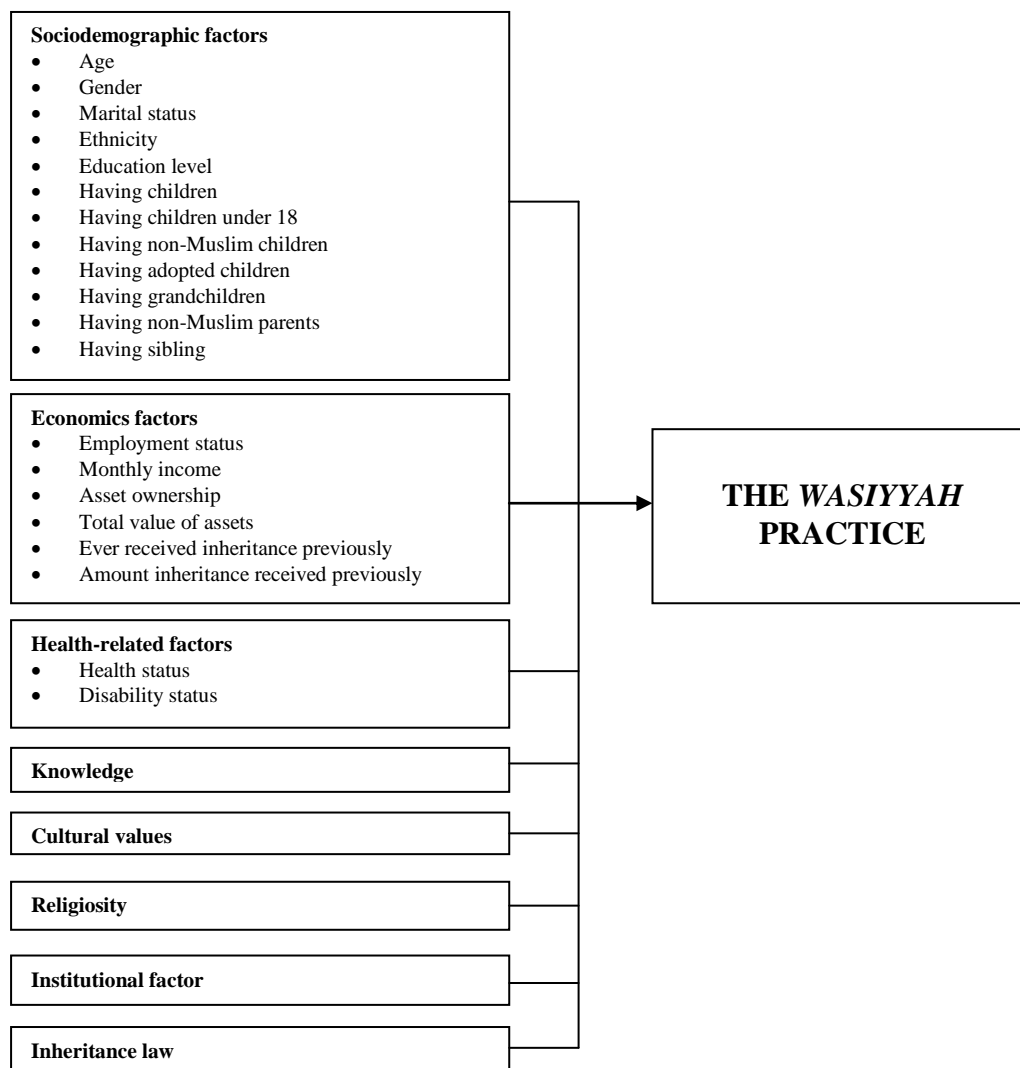 Sociodemographic factors
• Age
• Gender
• Marital status
• Ethnicity
• Education level
• Having children
• Having children under 18
• Having non-Muslim children
• Having adopted children
• Having grandchildren
• Having non-Muslim parents
• Having sibling
Economics factors
• Employment status
• Monthly income
• Asset ownership
• Total value of assets
• Ever received inheritance previously
• Amount inheritance received previously
Health-related factors
• Health status
• Disability status
Knowledge
Cultural values
Religiosity
Institutional factor
Inheritance law
THE WASIYYAH
PRACTICE